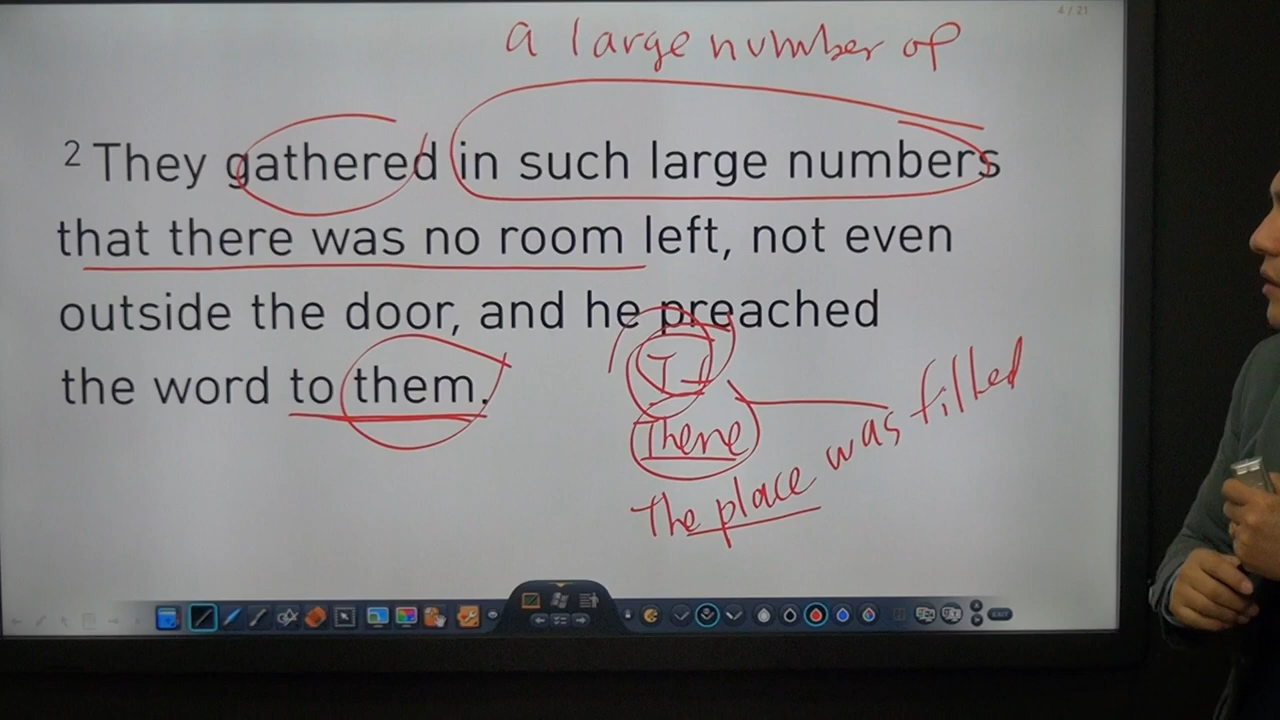 4/21
a large number of
2 They gathered in such large numbers
that there was no room left, not even
outside the door, and he preached
the word to them.
There
The place was filled
EXIT